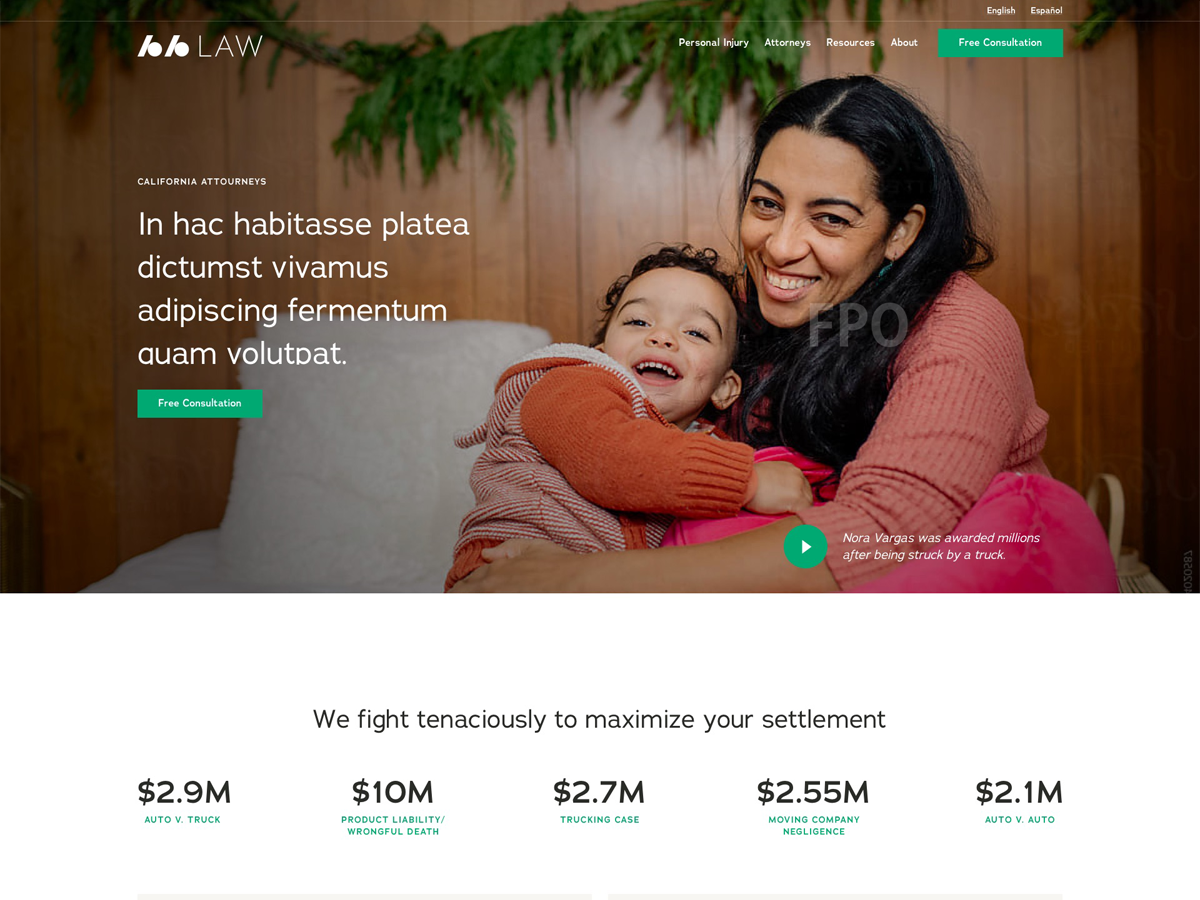 English Español
bb LAW
Personal Injury Attorneys Resources About Free Consultation
CALIFORNIA ATTOURNEYS
In hac habitasse platea
dictumst vivamus
adipiscing fermentum
quam volutpat.
Free Consultation
FPO
Nora Vargas was awarded millions
after being struck by a truck.
We fight tenaciously to maximize your settlement
$2.9M
AUTO V. TRUCK
$10M
PRODUCT LIABILITY/
WRONGFUL DEATH
$2.7M
TRUCKING CASE
$2.55M
MOVING COMPANY
NEGLIGENCE
$2.1M
AUTO V. AUTO